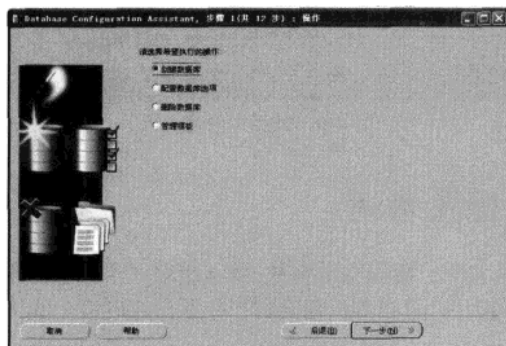 Database Configuration Assistant, 步骤 1(共 12 步) : 操作
请选择希望执行的操作:
创建数据库
配置数据库选项
删除数据库
管理模板
取消
帮助
后退(B)
下一步(N)